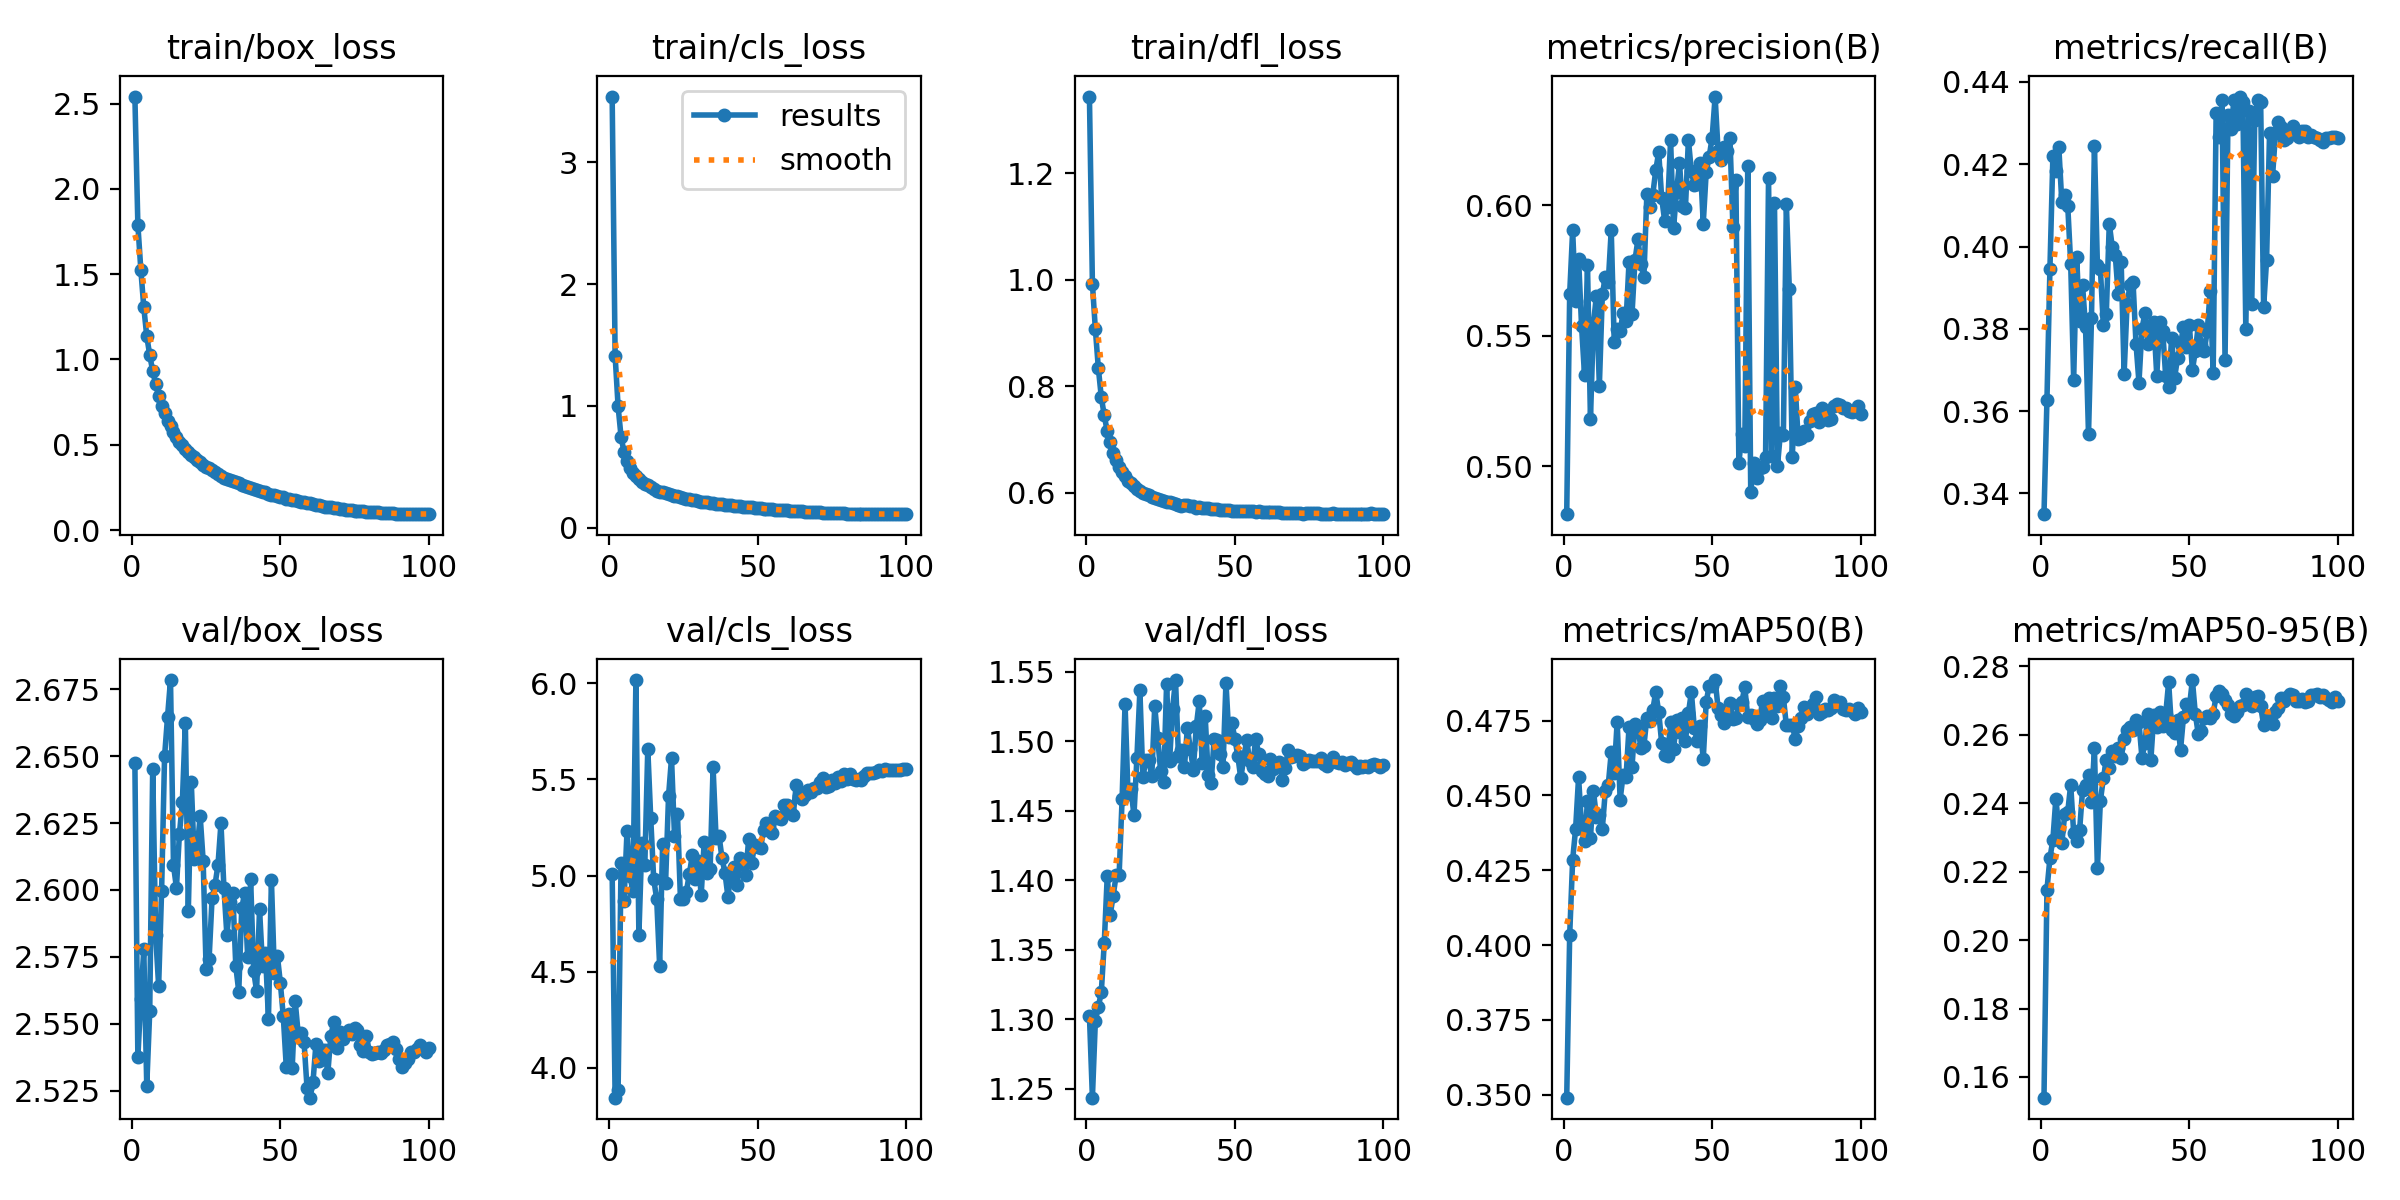 train/box_loss
2.5
2.0
1.5
1.0
0.5
0.0
0 50 100
train/cls_loss
results
smooth
3
2
1
0
0 50 100
train/dfl_loss
1.2
1.0
0.8
0.6
0 50 100
metrics/precision(B)
0.60
0.55
0.50
0 50 100
metrics/recall(B)
0.44
0.42
0.40
0.38
0.36
0.34
0 50 100
val/box_loss
2.675
2.650
2.625
2.600
2.575
2.550
2.525
0 50 100
val/cls_loss
6.0
5.5
5.0
4.5
4.0
0 50 100
val/dfl_loss
1.55
1.50
1.45
1.40
1.35
1.30
1.25
0 50 100
metrics/mAP50(B)
0.475
0.450
0.425
0.400
0.375
0.350
0 50 100
metrics/mAP50-95(B)
0.28
0.26
0.24
0.22
0.20
0.18
0.16
0 50 100